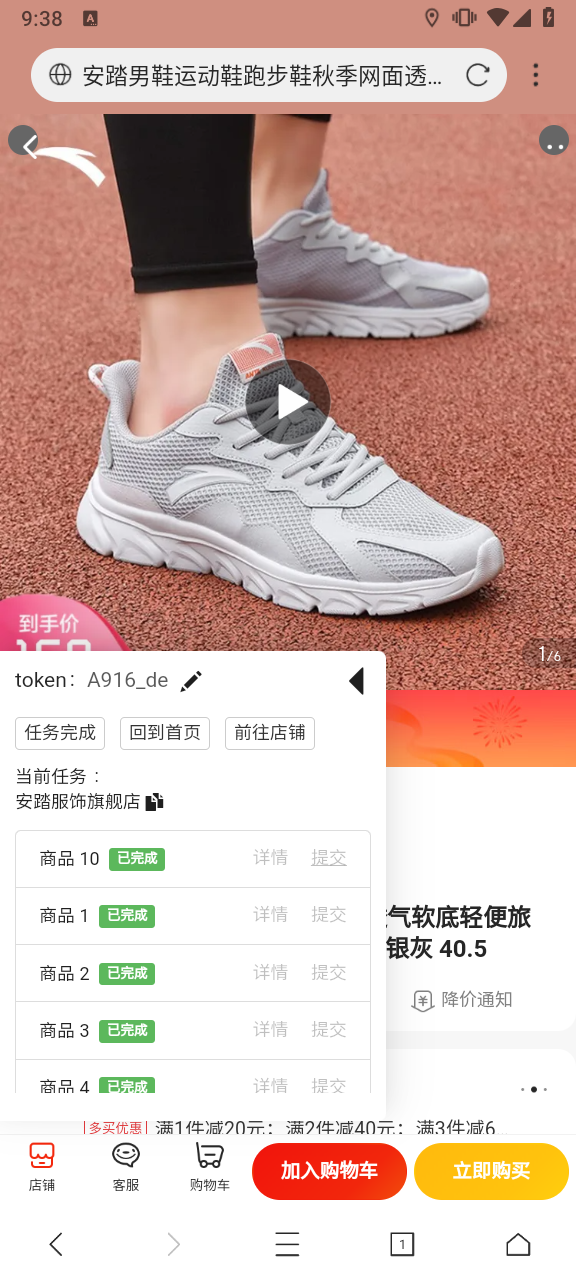 9:38
安踏男鞋运动鞋跑步鞋秋季网面透...
到手价
1/6
token： A916_de
任务完成 回到首页 前往店铺
当前任务：
安踏服饰旗舰店
商品 10 已完成 详情 提交
商品 1 已完成 详情 提交
商品 2 已完成 详情 提交
商品 3 已完成 详情 提交
商品 4 已完成 详情 提交
气软底轻便旅
银灰 40.5
降价通知
多买优惠 满1件减20元；满2件减40元；满3件减6...
店铺 客服 购物车 加入购物车 立即购买
1